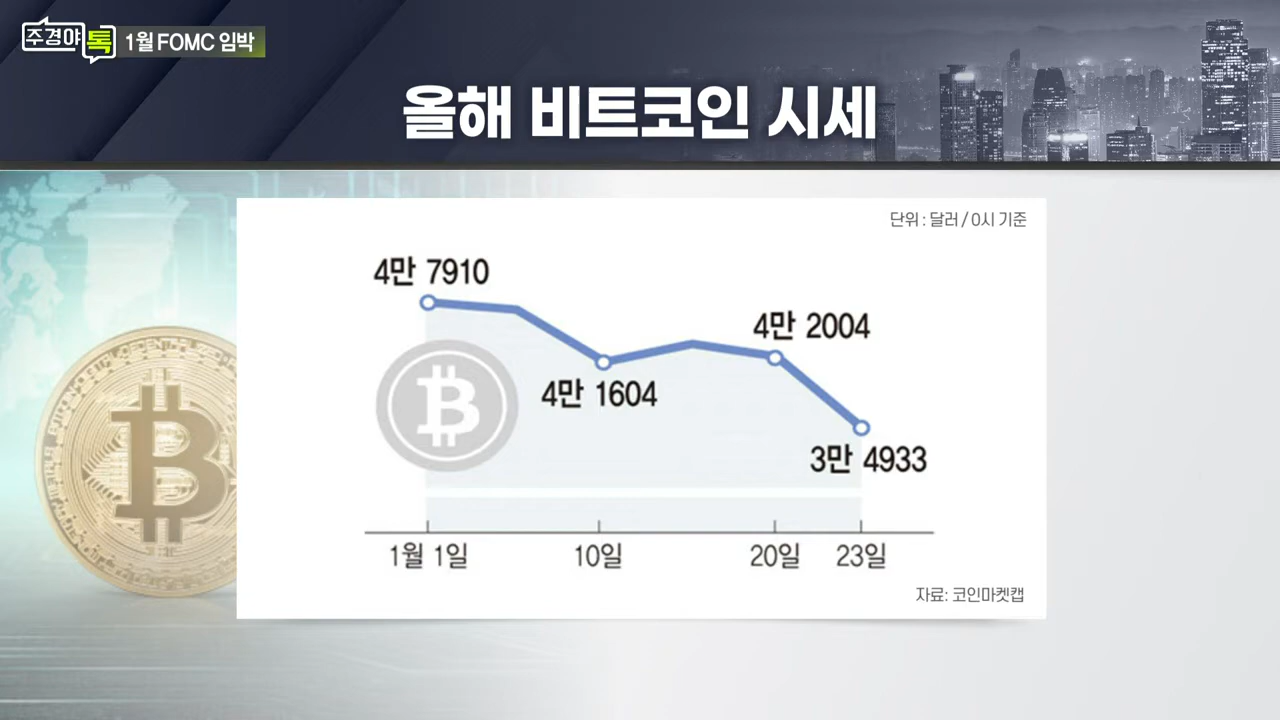 주경야톡 1월 FOMC 임박
올해 비트코인 시세
단위 : 달러 / 0시 기준
4만 7910
4만 2004
4만 1604
3만 4933
1월 1일 10일 20일 23일
자료: 코인마켓캡